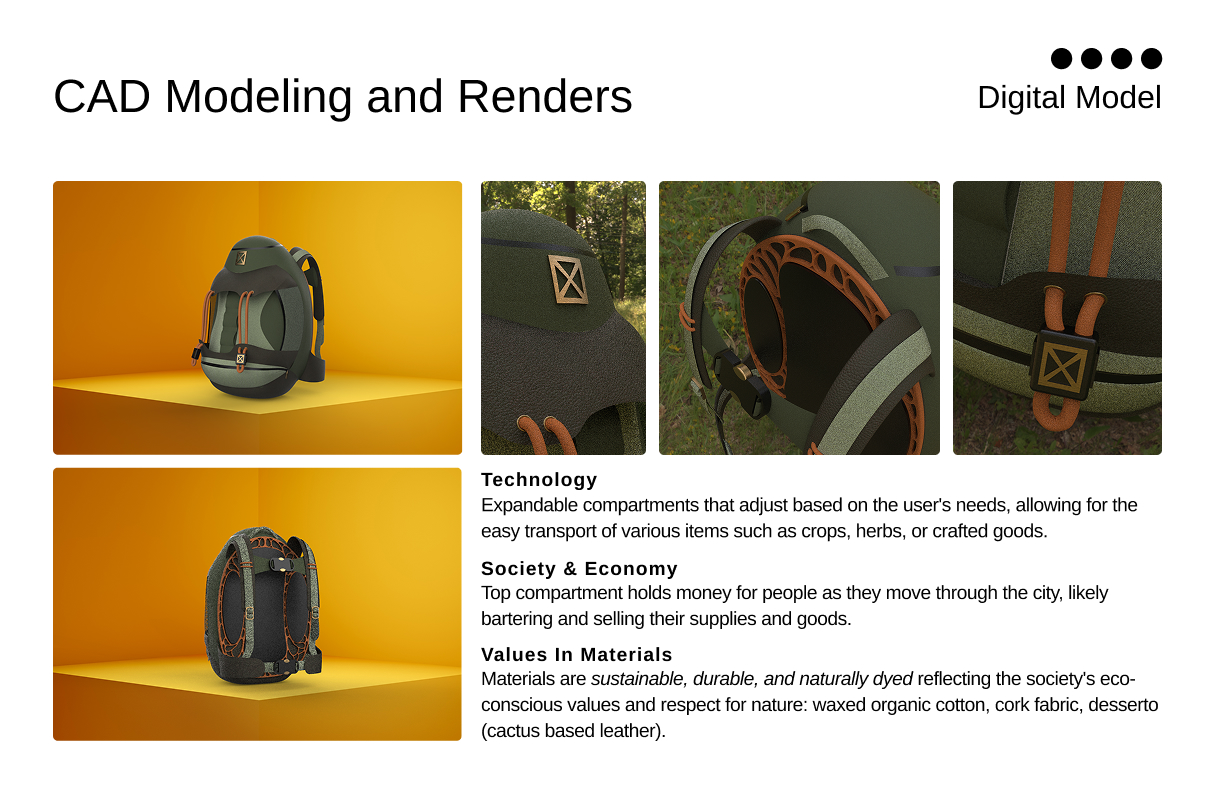 CAD Modeling and Renders
Digital Model
Technology
Expandable compartments that adjust based on the user's needs, allowing for the
easy transport of various items such as crops, herbs, or crafted goods.
Society & Economy
Top compartment holds money for people as they move through the city, likely
bartering and selling their supplies and goods.
Values In Materials
Materials are sustainable, durable, and naturally dyed reflecting the society's eco-
conscious values and respect for nature: waxed organic cotton, cork fabric, desserto
(cactus based leather).